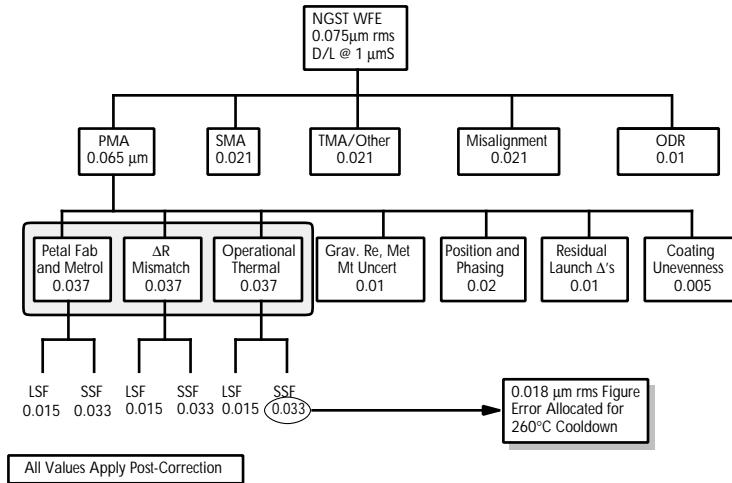 NGST WFE
0.075µm rms
D/L @ 1 µmS
PMA
0.065 µm
SMA
0.021
TMA/Other
0.021
Misalignment
0.021
ODR
0.01
Petal Fab
and Metrol
0.037
ΔR
Mismatch
0.037
Operational
Thermal
0.037
Grav. Re, Met
Mt Uncert
0.01
Position and
Phasing
0.02
Residual
Launch Δ's
0.01
Coating
Unevenness
0.005
LSF
0.015
SSF
0.033
LSF
0.015
SSF
0.033
LSF
0.015
SSF
0.033
0.018 µm rms Figure
Error Allocated for
260°C Cooldown
All Values Apply Post-Correction